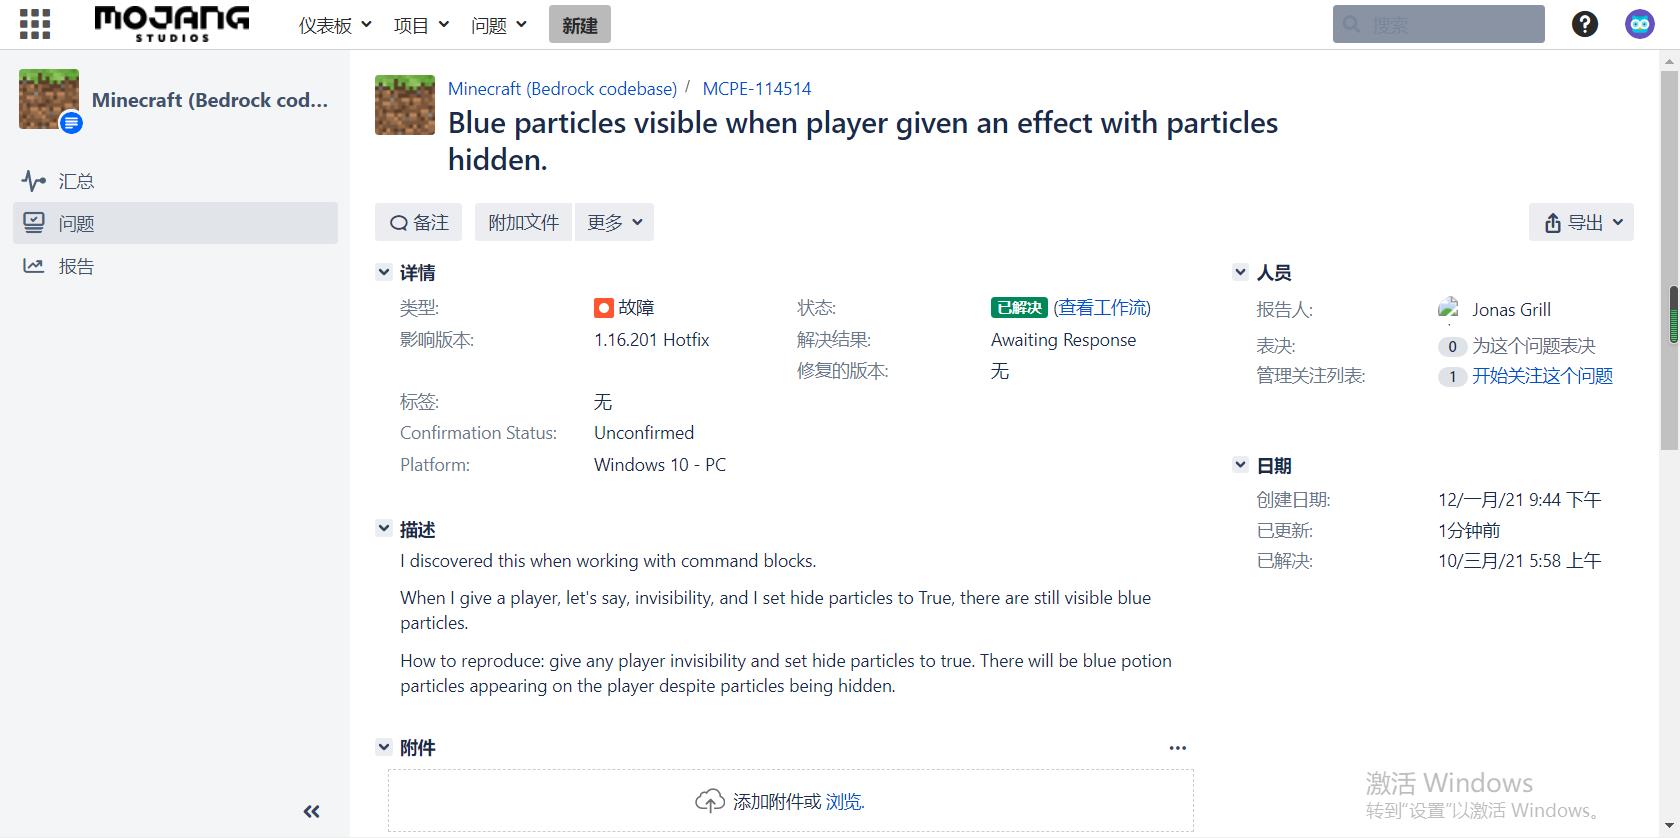 MOJANG
STUDIOS
仪表板 项目 问题 新建
搜索
Minecraft (Bedrock cod...
汇总
问题
报告
Minecraft (Bedrock codebase) / MCPE-114514
Blue particles visible when player given an effect with particles
hidden.
备注 附加文件 更多
导出
详情
类型: 故障
状态: 已解决 (查看工作流)
影响版本: 1.16.201 Hotfix
解决结果: Awaiting Response
修复的版本: 无
标签: 无
Confirmation Status: Unconfirmed
Platform: Windows 10 - PC
人员
报告人: Jonas Grill
表决: 0 为这个问题表决
管理关注列表: 1 开始关注这个问题
日期
创建日期: 12/一月/21 9:44 下午
已更新: 1分钟前
已解决: 10/三月/21 5:58 上午
描述
I discovered this when working with command blocks.
When I give a player, let's say, invisibility, and I set hide particles to True, there are still visible blue
particles.
How to reproduce: give any player invisibility and set hide particles to true. There will be blue potion
particles appearing on the player despite particles being hidden.
附件
添加附件或 浏览.
激活 Windows
转到“设置”以激活 Windows。